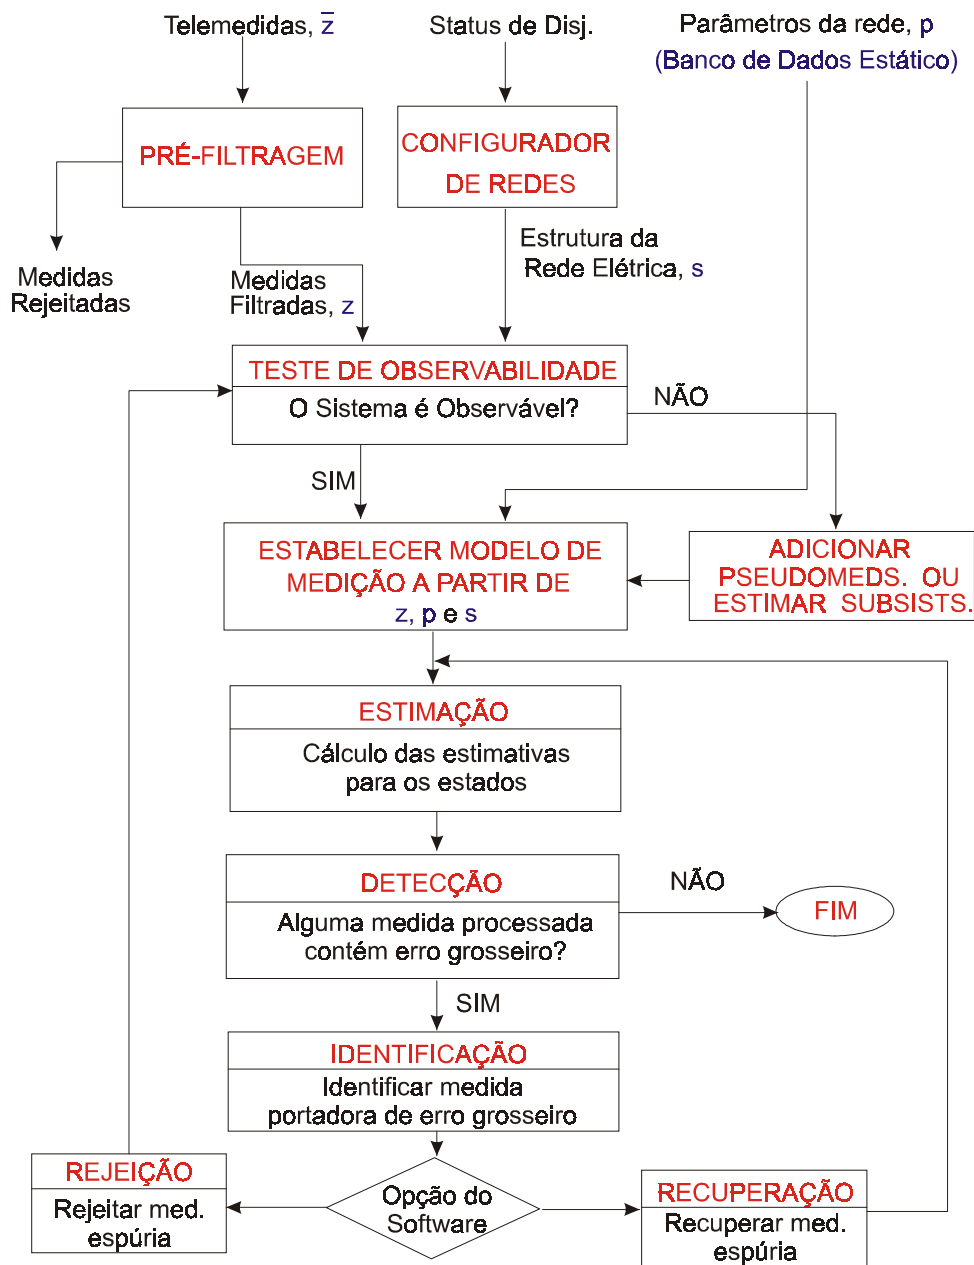 Telemedidas, z̅
Status de Disj.
Parâmetros da rede, p
(Banco de Dados Estático)
PRÉ-FILTRAGEM
CONFIGURADOR
DE REDES
Medidas
Rejeitadas
Medidas
Filtradas, z
Estrutura da
Rede Elétrica, s
TESTE DE OBSERVABILIDADE
O Sistema é Observável?
NÃO
SIM
ESTABELECER MODELO DE
MEDIÇÃO A PARTIR DE
z, p e s
ADICIONAR
PSEUDOMEDS. OU
ESTIMAR SUBSISTS.
ESTIMAÇÃO
Cálculo das estimativas
para os estados
DETECÇÃO
Alguma medida processada
contém erro grosseiro?
NÃO
FIM
SIM
IDENTIFICAÇÃO
Identificar medida
portadora de erro grosseiro
REJEIÇÃO
Rejeitar med.
espúria
Opção do
Software
RECUPERAÇÃO
Recuperar med.
espúria